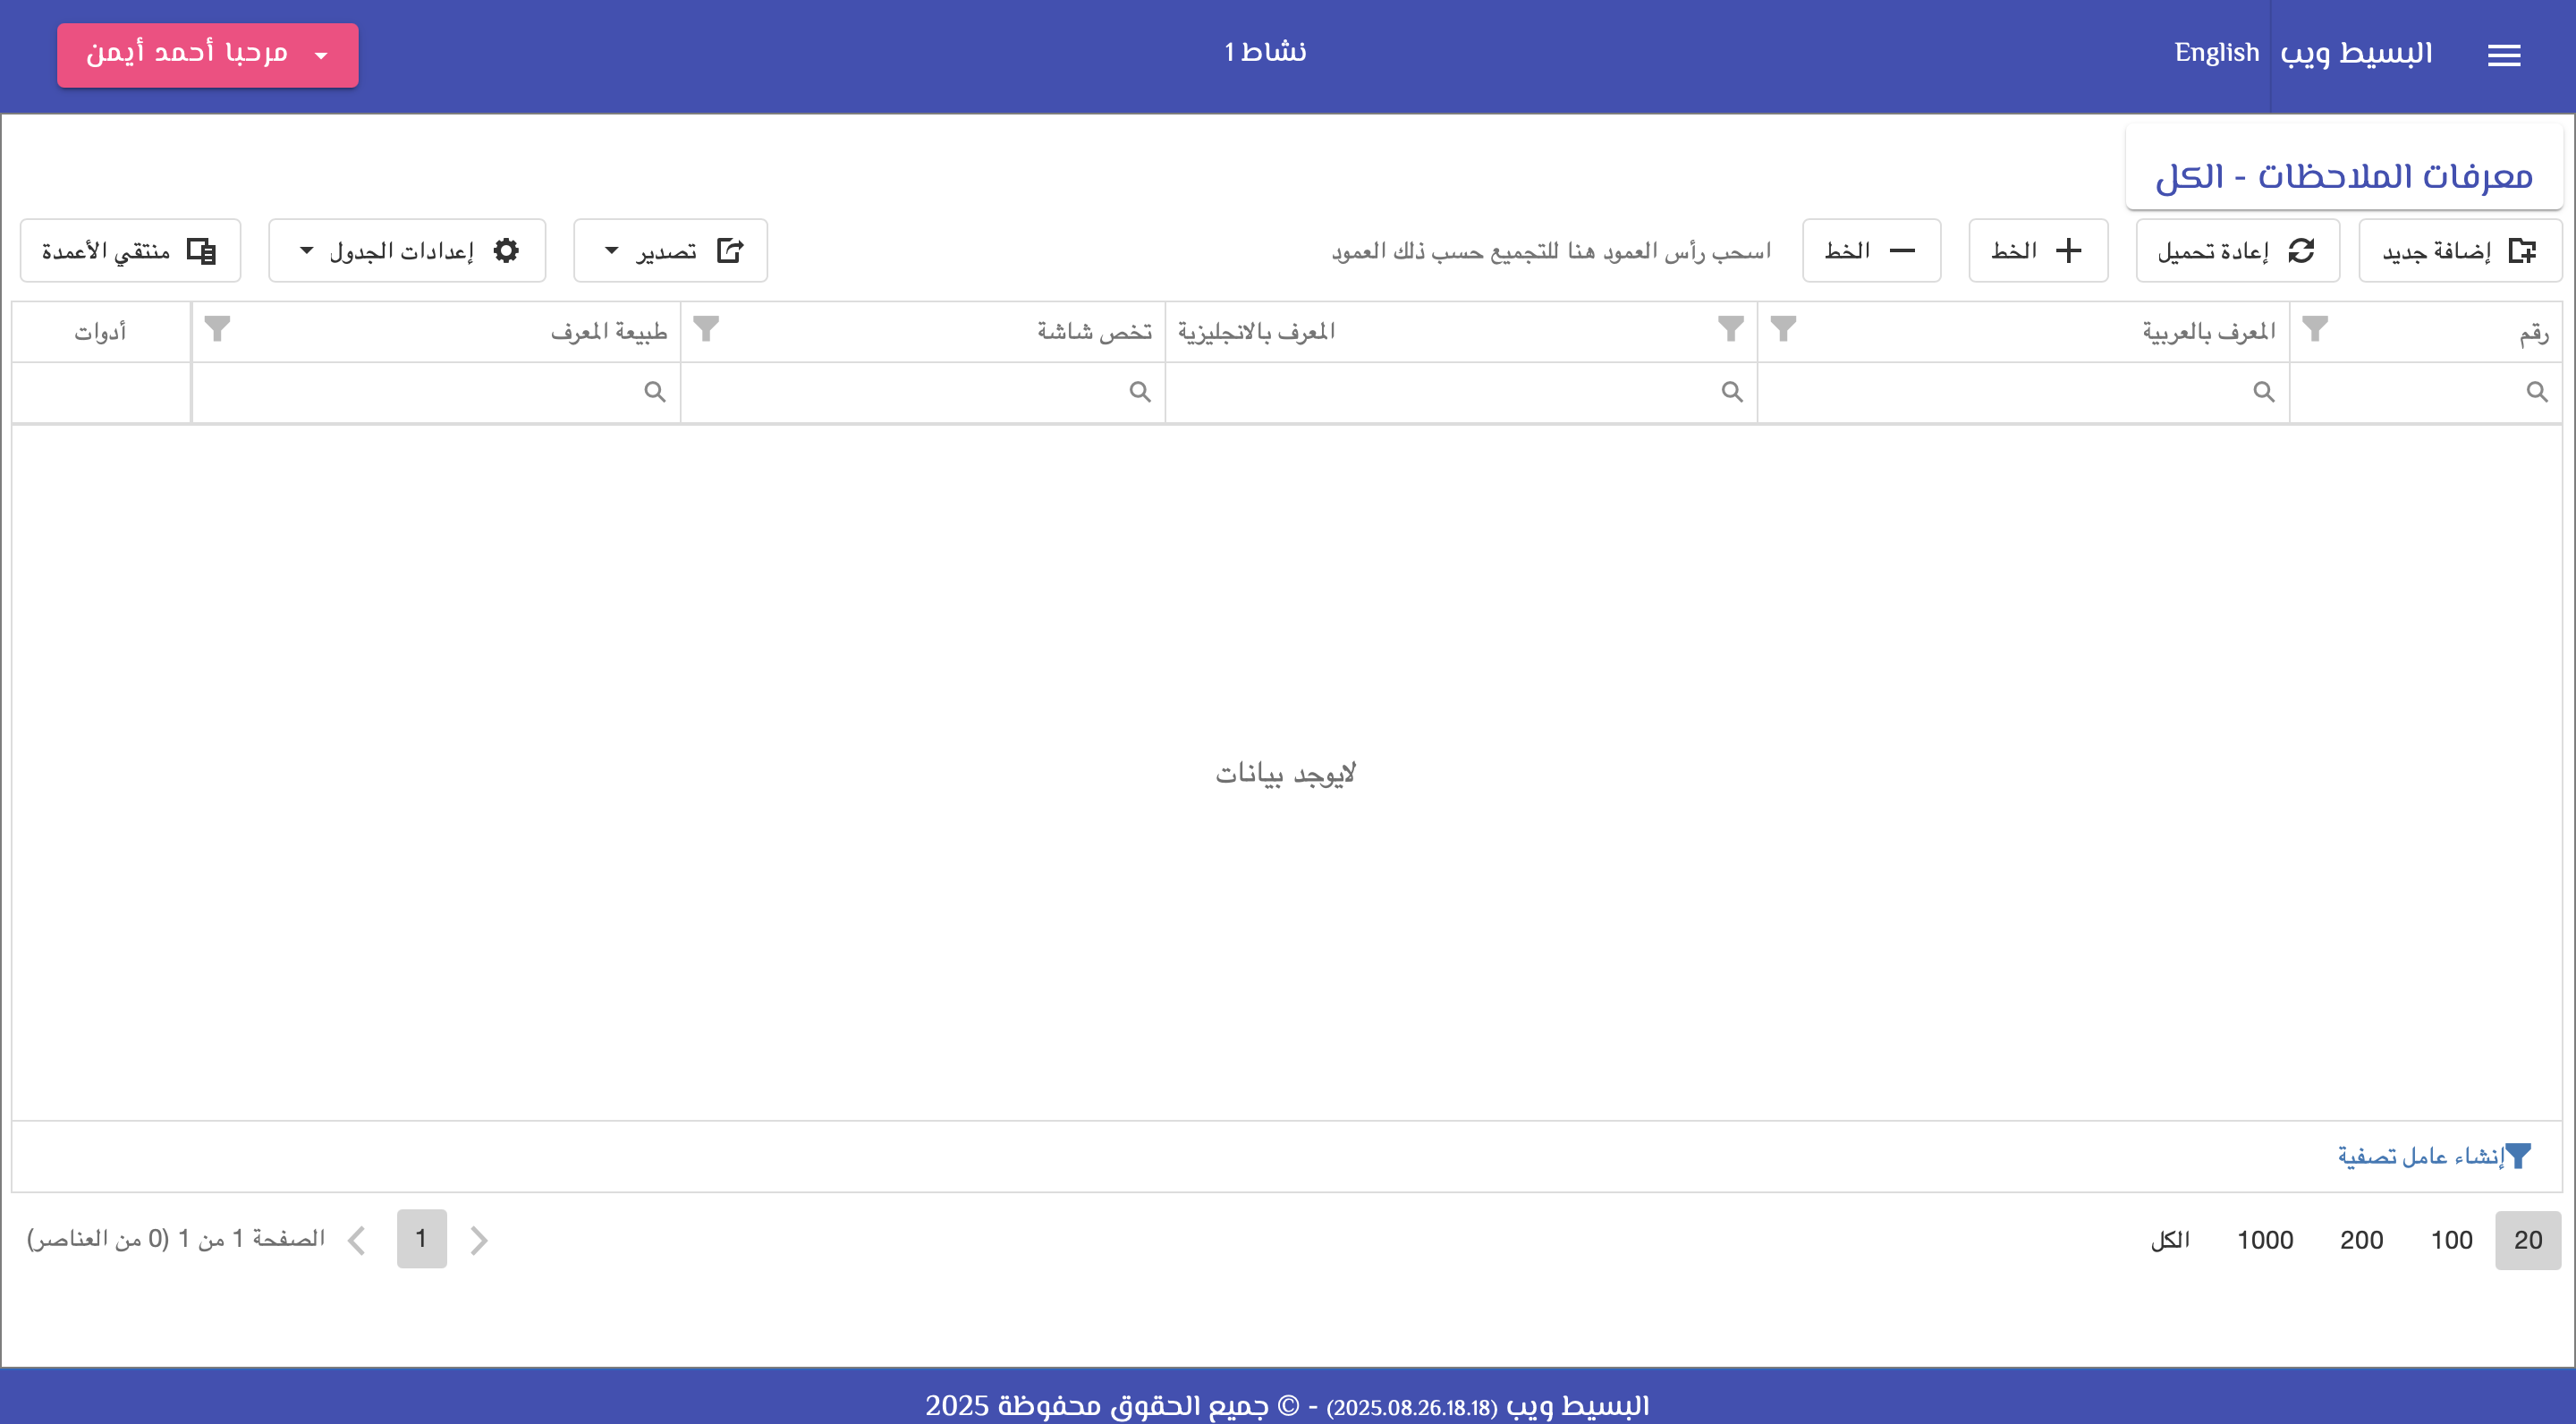 البسيط ويب English نشاط 1 مرحبا أحمد أيمن
معرفات الملاحظات - الكل
إضافة جديد إعادة تحميل الخط الخط اسحب رأس العمود هنا للتجميع حسب ذلك العمود تصدير إعدادات الجدول منتقي الأعمدة
رقم المعرف بالعربية المعرف بالانجليزية تخص شاشة طبيعة المعرف أدوات
لايوجد بيانات
إنشاء عامل تصفية
20 100 200 1000 الكل 1 الصفحة 1 من 1 (0 من العناصر)
البسيط ويب (2025.08.26.18.18) - © جميع الحقوق محفوظة 2025